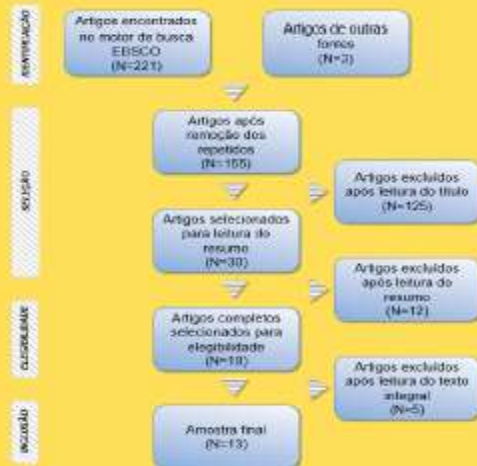 IDENTIFICAÇÃO
Artigos encontrados
no motor de busca
EBSCO
(N=221)
Artigos de outras
fontes
(N=3)
SELEÇÃO
Artigos após
remoção dos
repetidos
(N=155)
Artigos excluídos
após leitura do título
(N=125)
Artigos selecionados
para leitura do
resumo
(N=30)
Artigos excluídos
após leitura do
resumo
(N=12)
ELEGIBILIDADE
Artigos completos
selecionados para
elegibilidade
(N=18)
Artigos excluídos
após leitura do texto
integral
(N=5)
INCLUSÃO
Amostra final
(N=13)